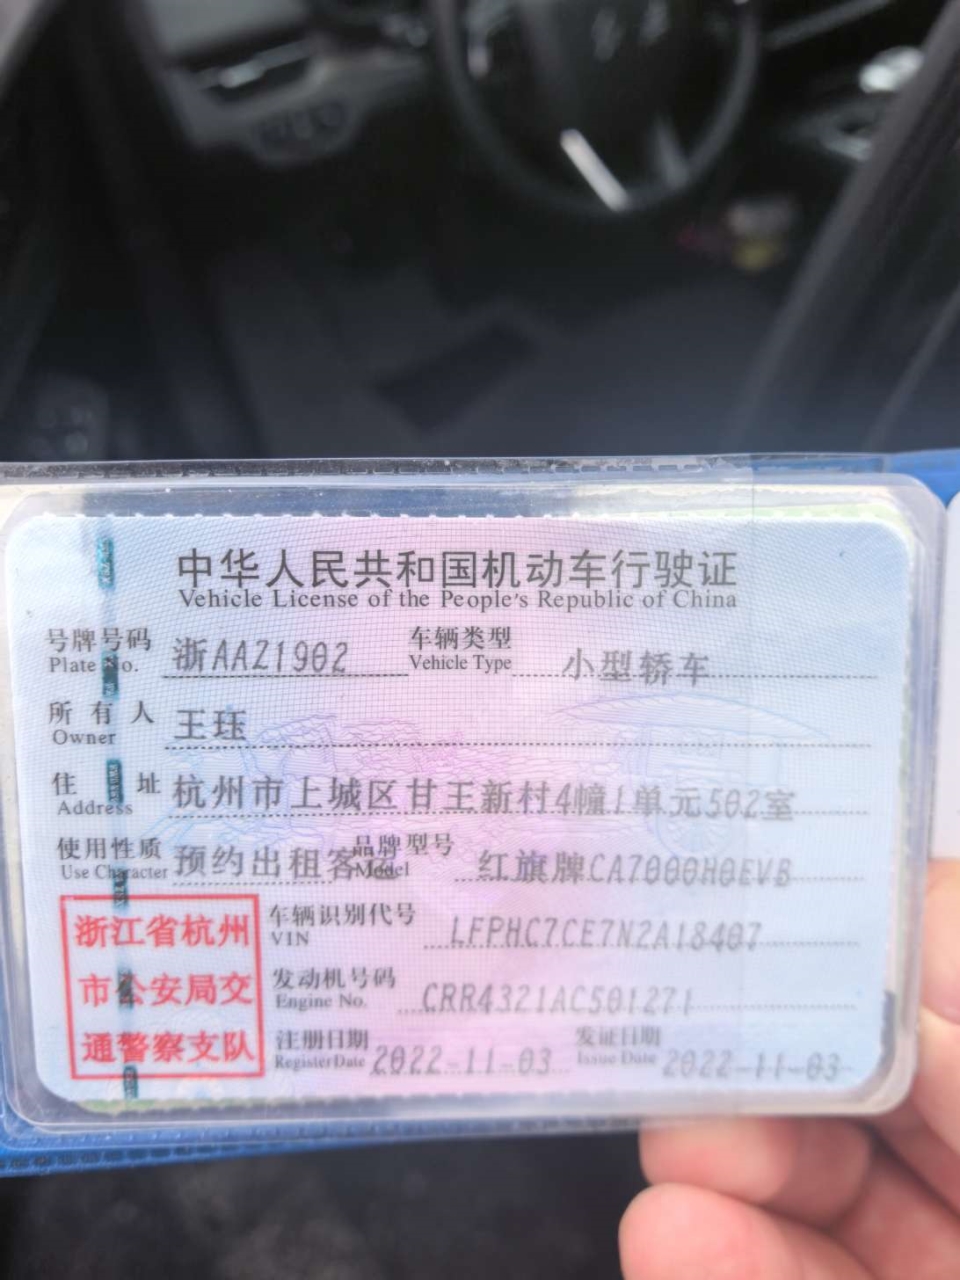 中华人民共和国机动车行驶证
Vehicle License of the People's Republic of China
号牌号码 浙AAZ1902 车辆类型 小型轿车
Plate No. Vehicle Type
所有人 王珏
Owner
住址 杭州市上城区甘王新村4幢1单元502室
Address
使用性质 预约出租客运 品牌型号 红旗牌CA7000H0EVB
Use Character Model
浙江省杭州
市公安局交
通警察支队
车辆识别代号 LFPHC7CE7N2A18407
VIN
发动机号码 CRR4321AC501271
Engine No.
注册日期 2022-11-03 发证日期 2022-11-03
Register Date Issue Date